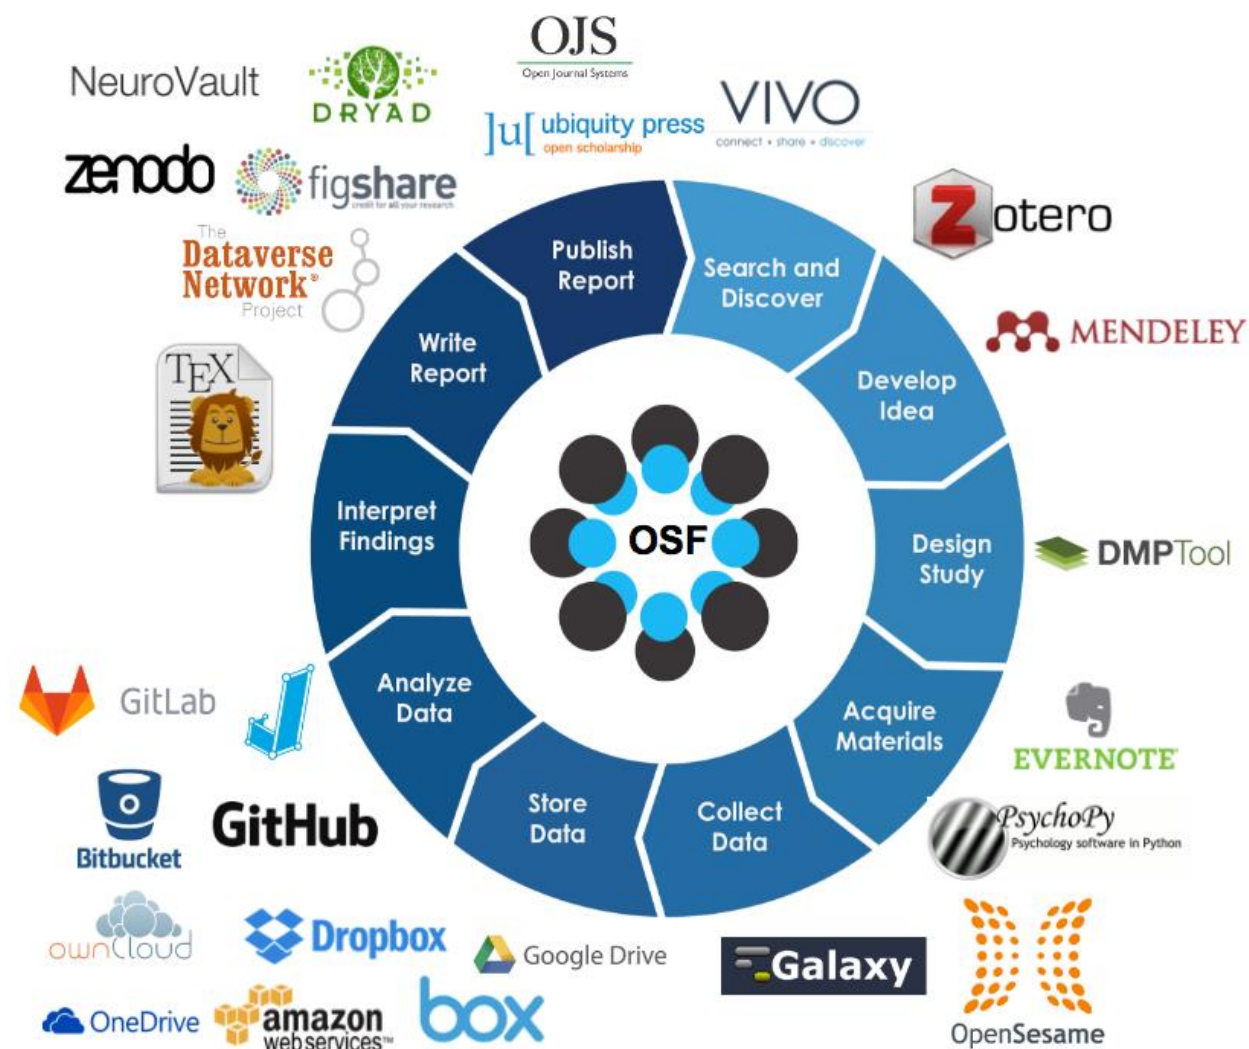 OJS
Open Journal Systems
NeuroVault
DRYAD
]u[ ubiquity press
open scholarship
VIVO
connect • share • discover
zenodo
figshare
credit for all your research
Zotero
The
Dataverse
Network®
Project
MENDELEY
TEX
Publish
Report
Search and
Discover
Write
Report
Develop
Idea
Interpret
Findings
OSF
Design
Study
DMPTool
Analyze
Data
Acquire
Materials
Store
Data
Collect
Data
GitLab
EVERNOTE
Bitbucket
GitHub
PsychoPy
Psychology software in Python
ownCloud
Dropbox
Google Drive
Galaxy
OneDrive
amazon
webservices™
box
OpenSesame